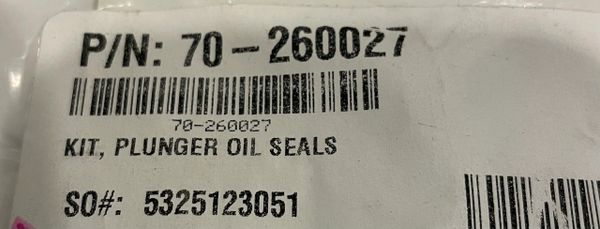 P/N: 70-260027
70-260027
KIT, PLUNGER OIL SEALS
SO#: 5325123051